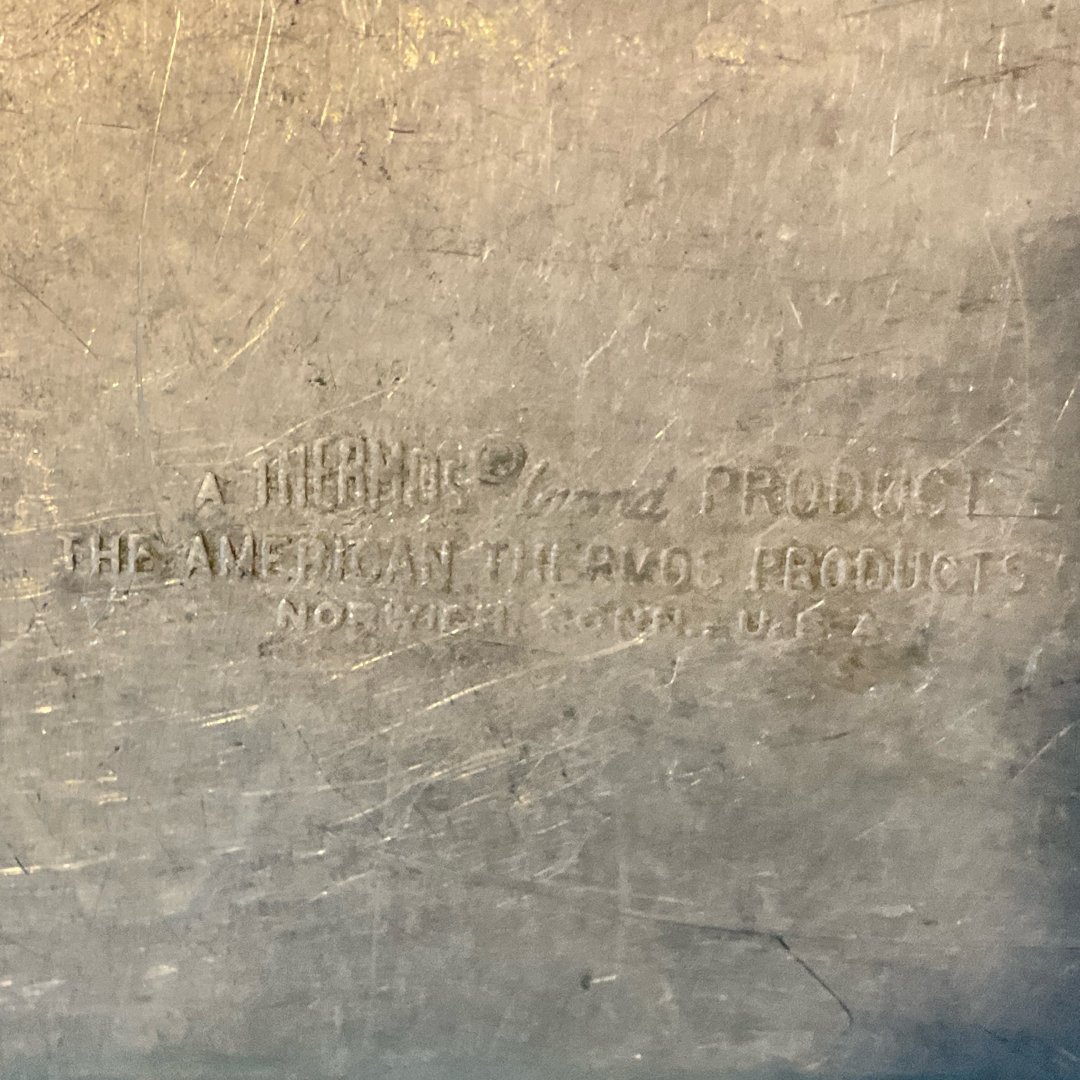 A THERMOS® brand PRODUCT
THE AMERICAN THERMOS PRODUCTS
NORWICH, CONN., U.S.A.